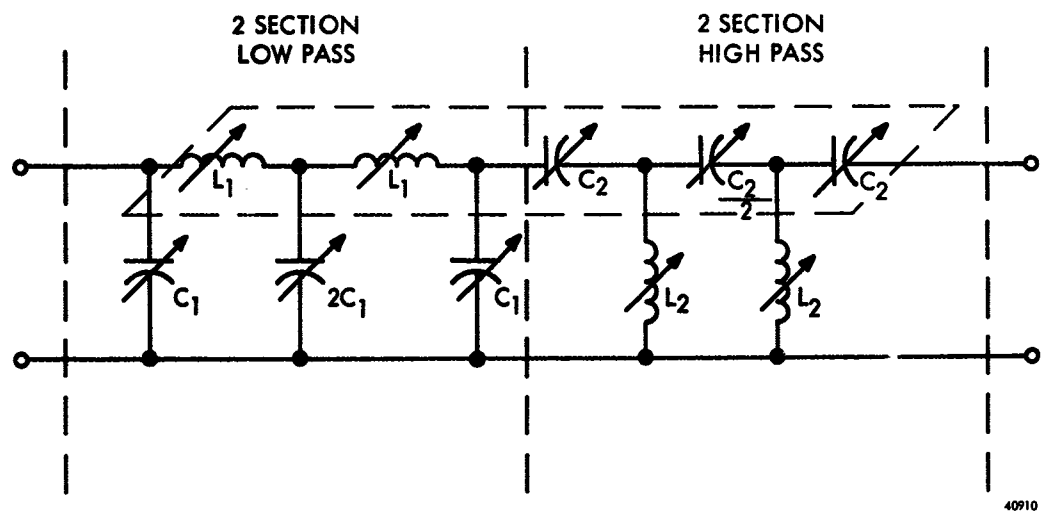 2 SECTION
LOW PASS
2 SECTION
HIGH PASS
L1
L1
C2
C2
2
C2
C1
2C1
C1
L2
L2
40910